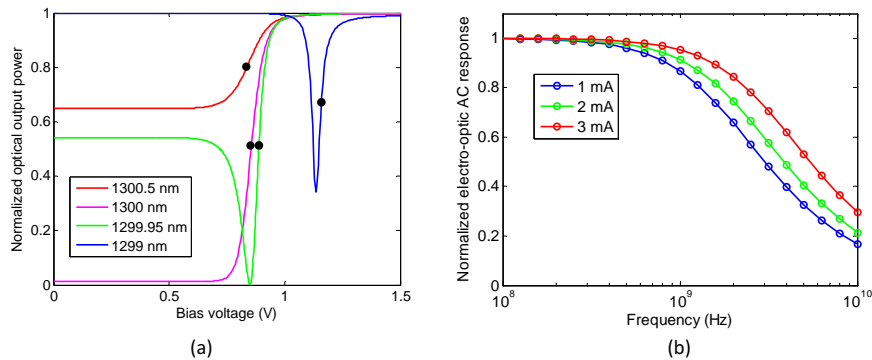 Normalized optical output power
1
0.8
0.6
0.4
0.2
0
0
0.5
1
1.5
Bias voltage (V)
1300.5 nm
1300 nm
1299.95 nm
1299 nm
(a)
Normalized electro-optic AC response
1
0.8
0.6
0.4
0.2
0
10^8
10^9
10^10
Frequency (Hz)
1 mA
2 mA
3 mA
(b)